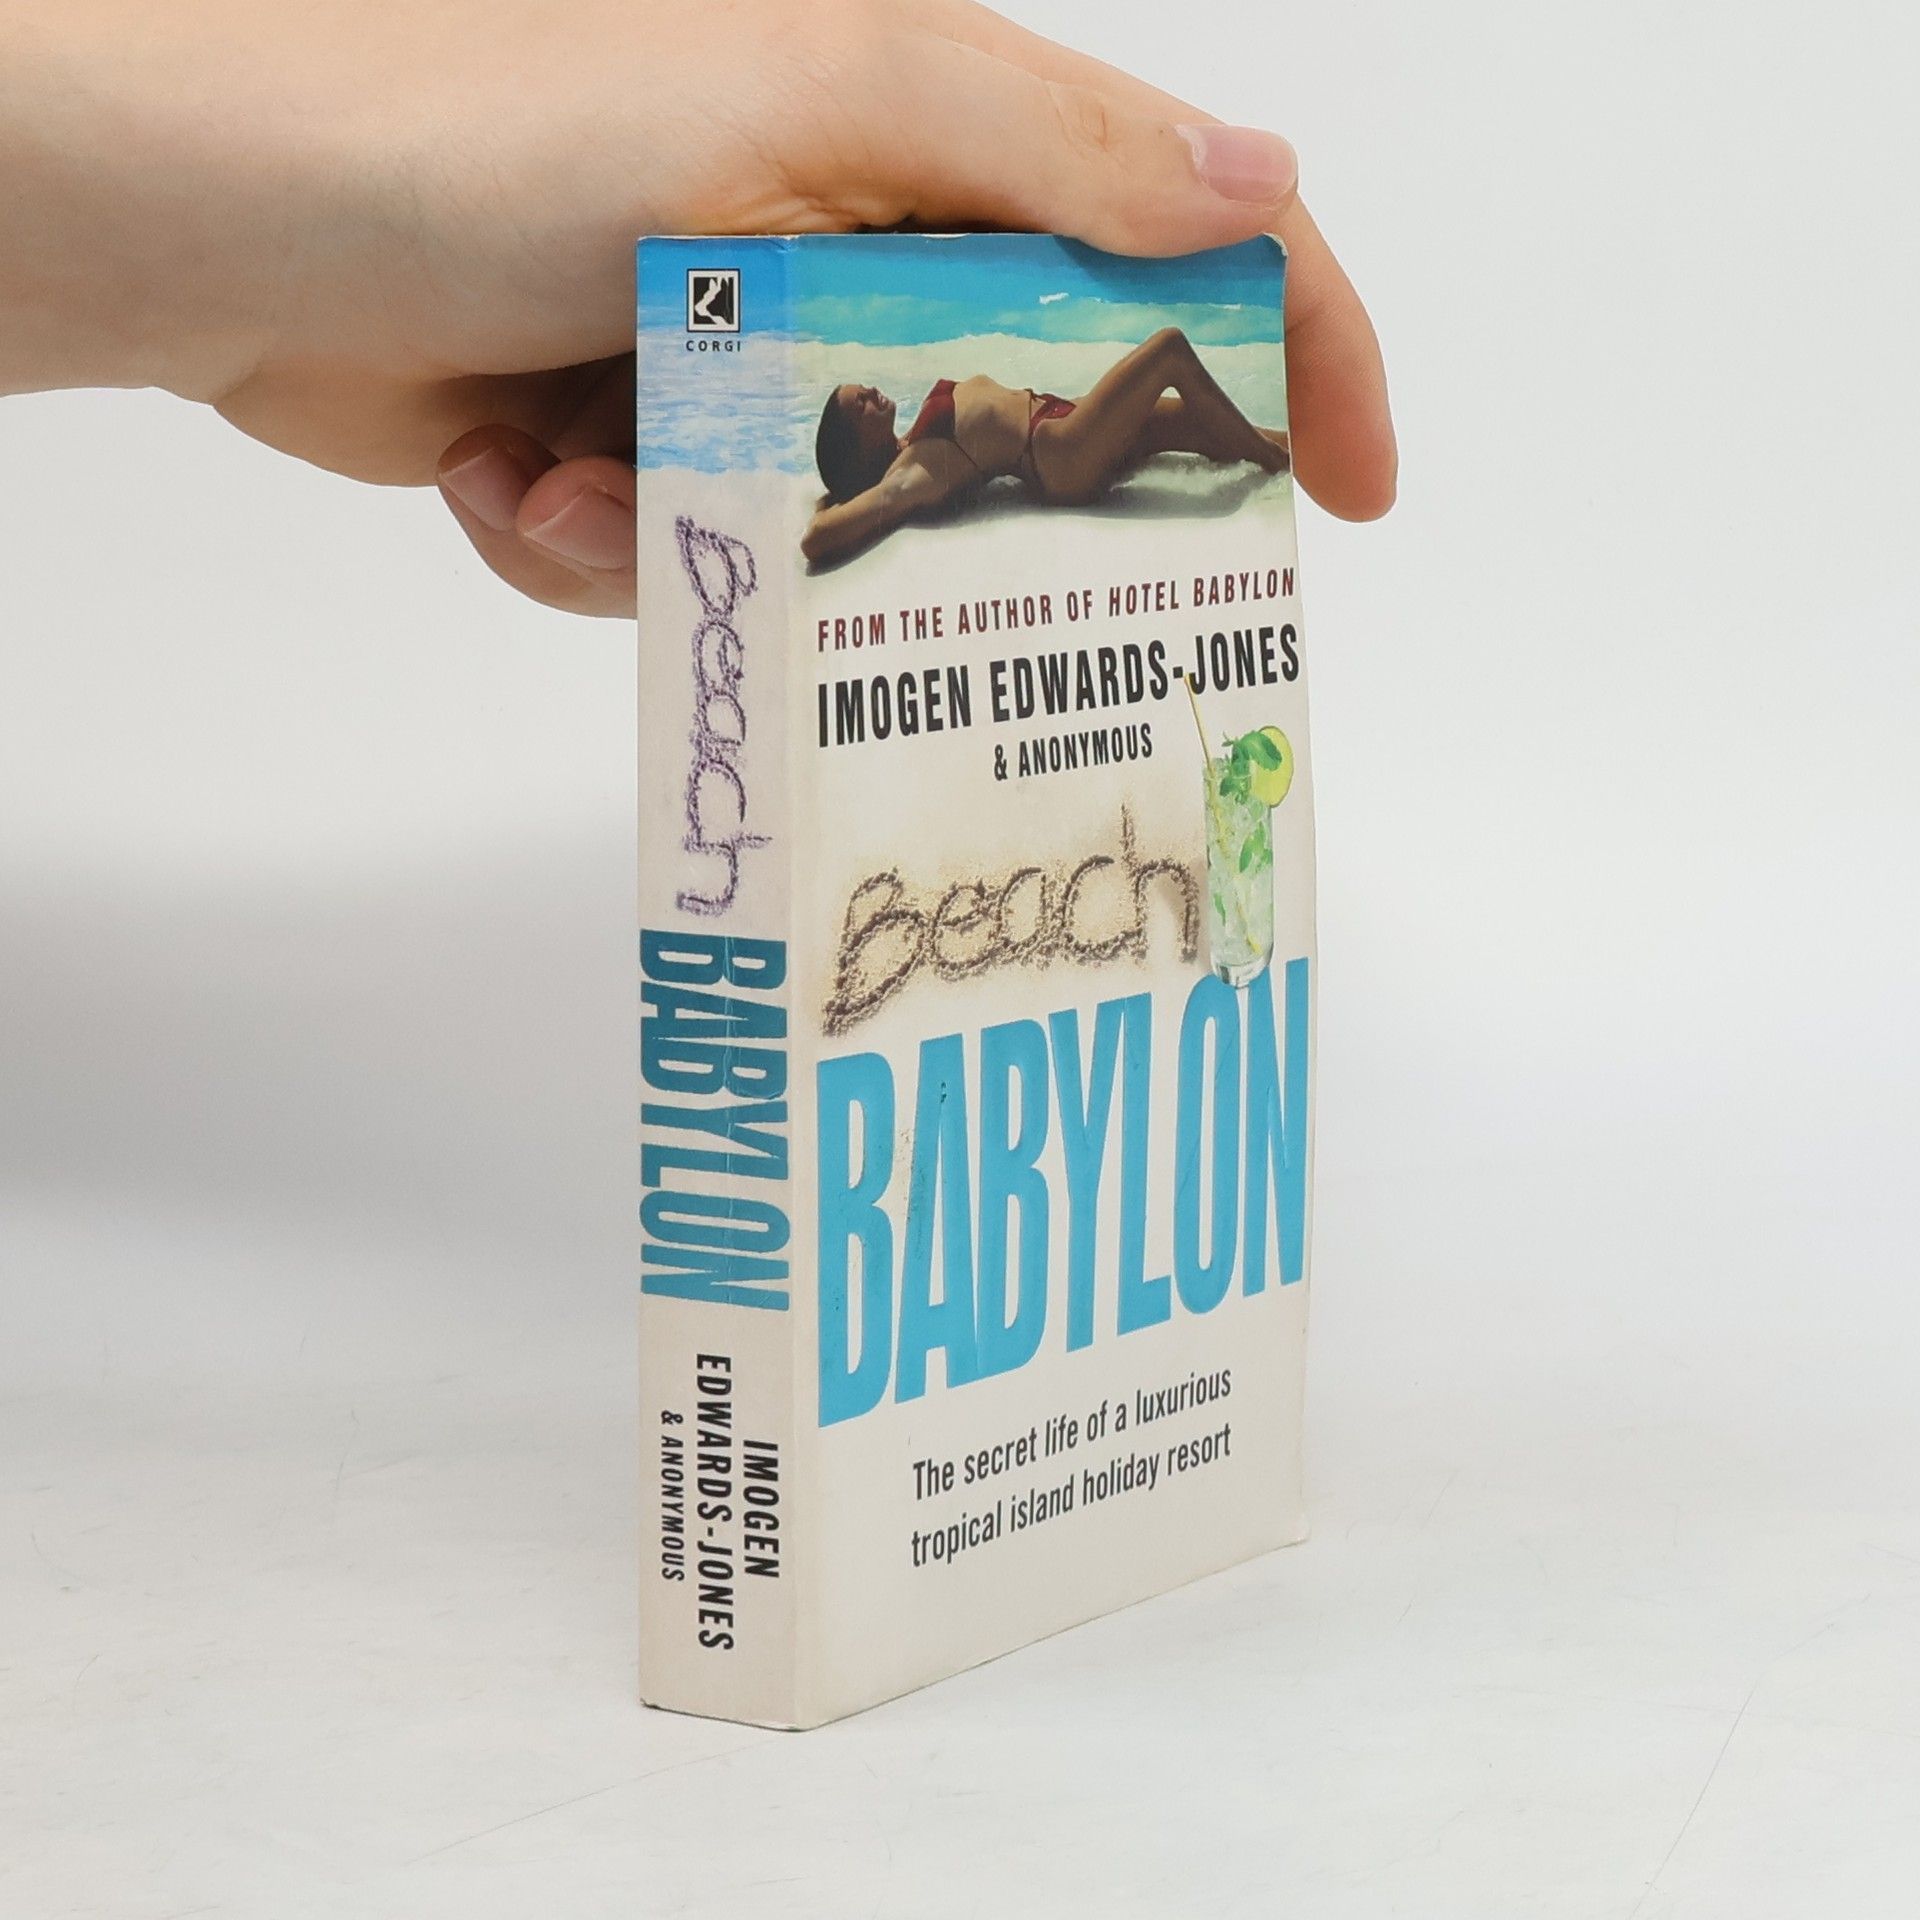 CORGI
Beach
BABYLON
IMOGEN
EDWARDS-JONES
& ANONYMOUS
FROM THE AUTHOR OF HOTEL BABYLON
IMOGEN EDWARDS-JONES
& ANONYMOUS
Beach
BABYLON
The secret life of a luxurious
tropical island holiday resort